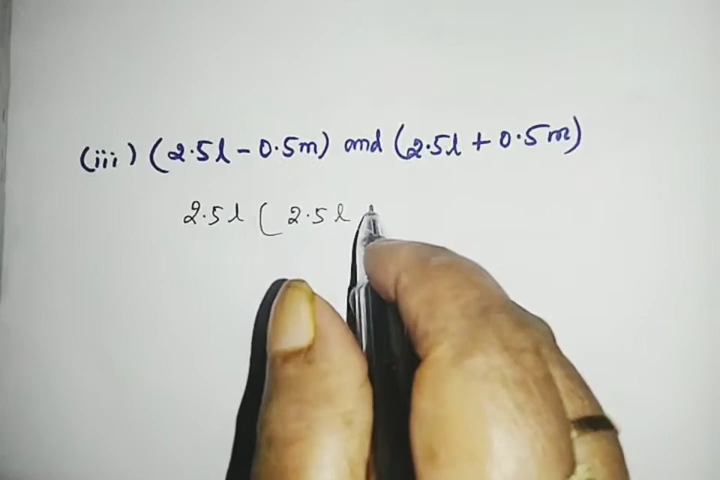 (iii) (2.5l - 0.5m) and (2.5l + 0.5m)
2.5l ( 2.5l